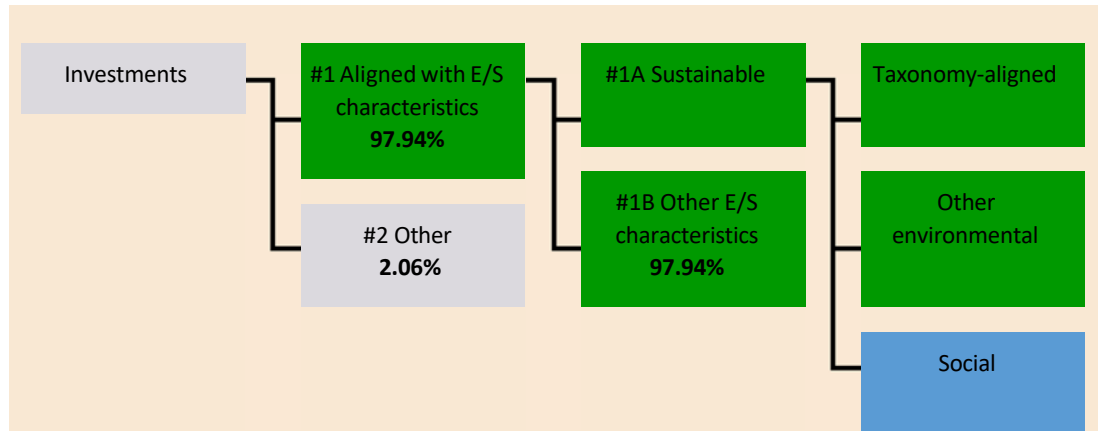 Investments
#1 Aligned with E/S
characteristics
97.94%
#2 Other
2.06%
#1A Sustainable
#1B Other E/S
characteristics
97.94%
Taxonomy-aligned
Other
environmental
Social